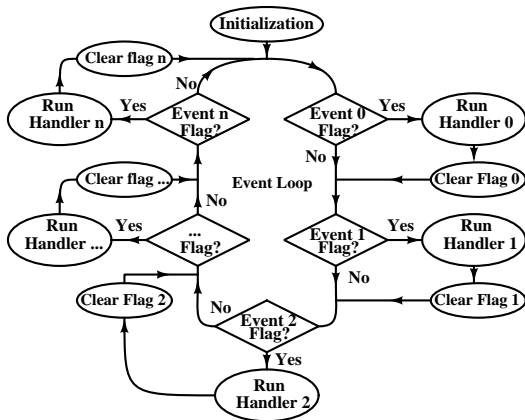 Initialization
Clear flag n
No
Run
Handler n
Yes
Event n
Flag?
Event 0
Flag?
Yes
Run
Handler 0
No
Clear flag ...
Event Loop
Clear Flag 0
No
Run
Handler ...
Yes
...
Flag?
Event 1
Flag?
Yes
Run
Handler 1
No
Clear Flag 2
No
Event 2
Flag?
Clear Flag 1
Yes
Run
Handler 2